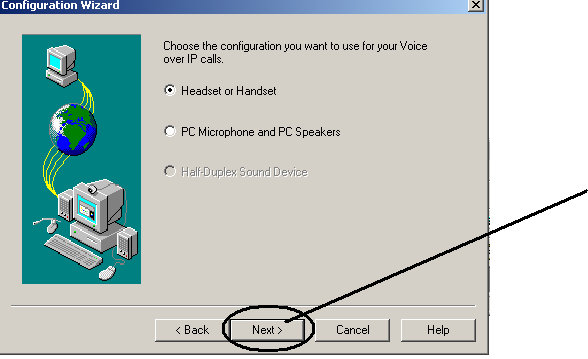 Configuration Wizard
Choose the configuration you want to use for your Voice
over IP calls.
Headset or Handset
PC Microphone and PC Speakers
Half-Duplex Sound Device
< Back
Next >
Cancel
Help